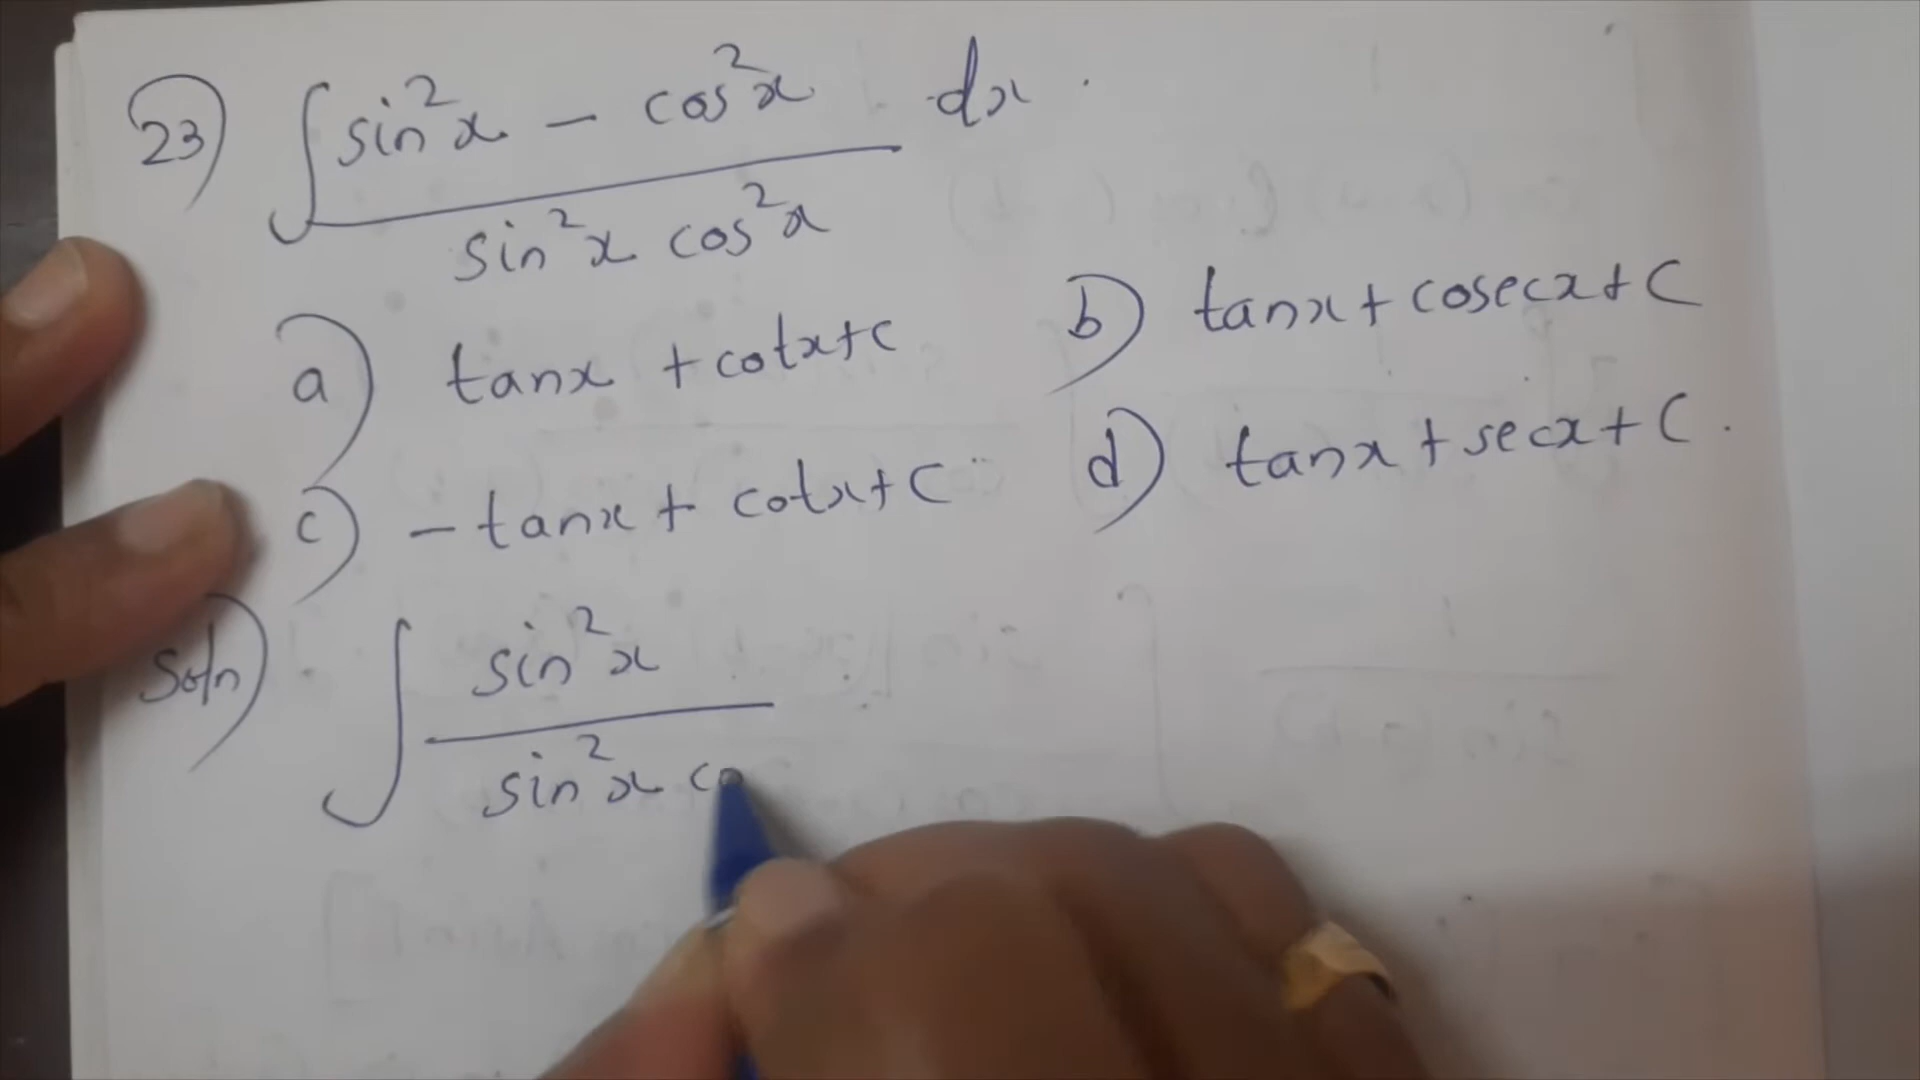 23) ∫ sin²x − cos²x dx.
sin²x cos²x
a) tanx + cotx + c b) tanx + cosecx + C
c) − tanx + cotx + C d) tanx + secx + C.
Soln) ∫ sin²x
sin²x co